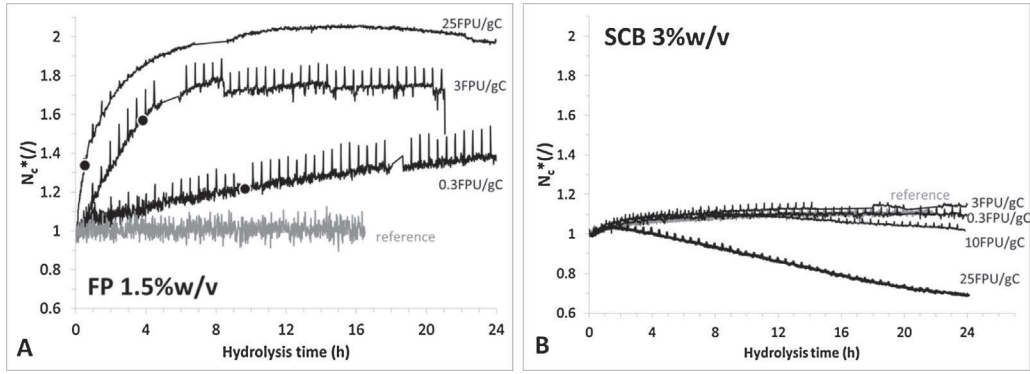 2
1.8
1.6
1.4
1.2
1
0.8
0.6
N_c*(/)
25FPU/gC
3FPU/gC
0.3FPU/gC
reference
FP 1.5%w/v
0 4 8 12 16 20 24
A
Hydrolysis time (h)
SCB 3%w/v
2
1.8
1.6
1.4
1.2
1
0.8
0.6
N_c*(/)
reference
3FPU/gC
0.3FPU/gC
10FPU/gC
25FPU/gC
0 4 8 12 16 20 24
B
Hydrolysis time (h)